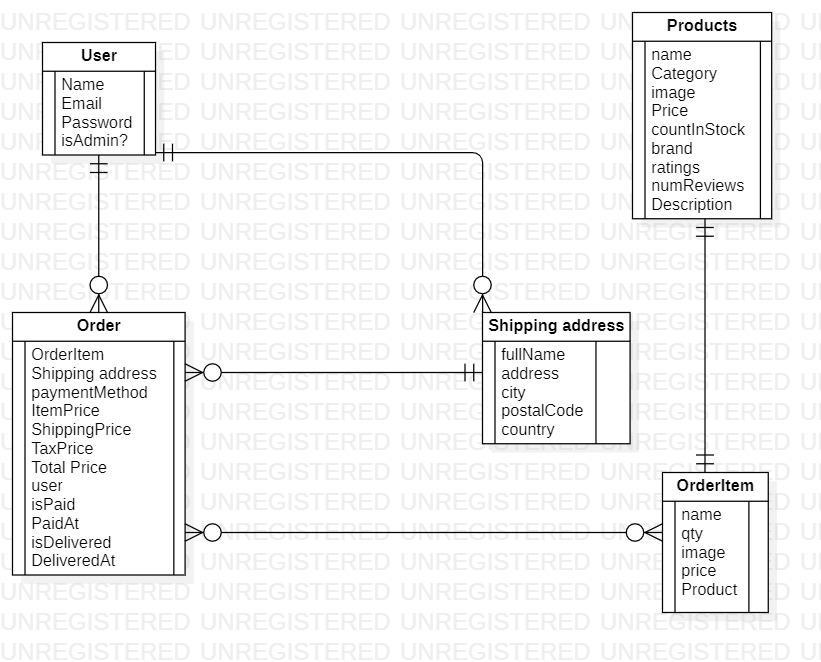 User
Name
Email
Password
isAdmin?
Products
name
Category
image
Price
countInStock
brand
ratings
numReviews
Description
Order
OrderItem
Shipping address
paymentMethod
ItemPrice
ShippingPrice
TaxPrice
Total Price
user
isPaid
PaidAt
isDelivered
DeliveredAt
Shipping address
fullName
address
city
postalCode
country
OrderItem
name
qty
image
price
Product
UNREGISTERED UNREGISTERED UNREGISTERED UNREGISTERED